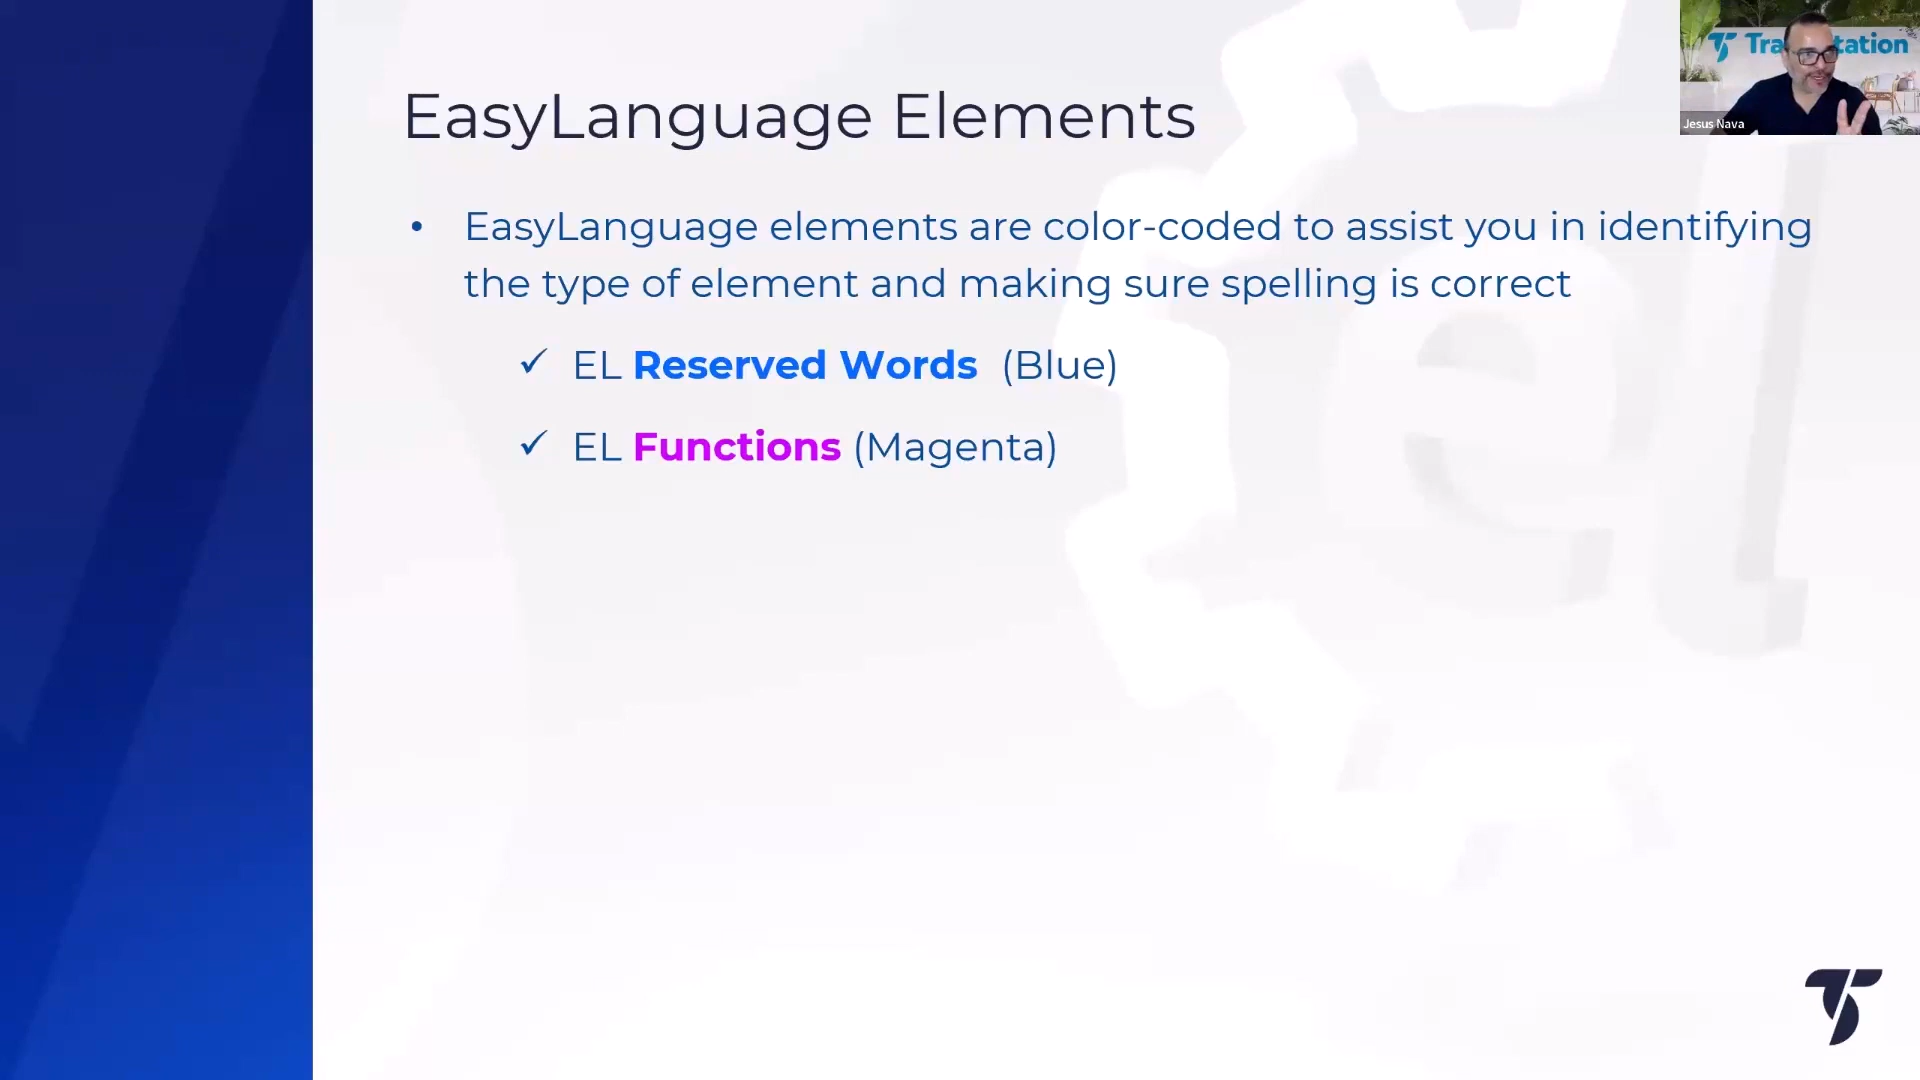 EasyLanguage Elements
• EasyLanguage elements are color-coded to assist you in identifying
the type of element and making sure spelling is correct
✓ EL Reserved Words (Blue)
✓ EL Functions (Magenta)
Jesus Nava
el